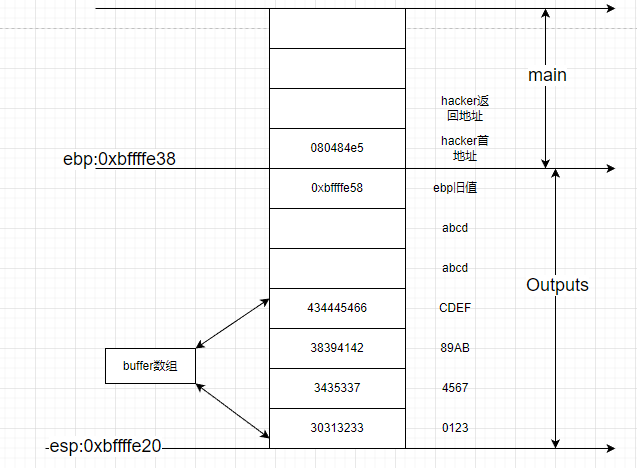 main
hacker返
回地址
080484e5
hacker首
地址
ebp:0xbffffe38
0xbffffe58
ebp旧值
abcd
abcd
Outputs
434445466
CDEF
38394142
89AB
buffer数组
3435337
4567
30313233
0123
esp:0xbffffe20